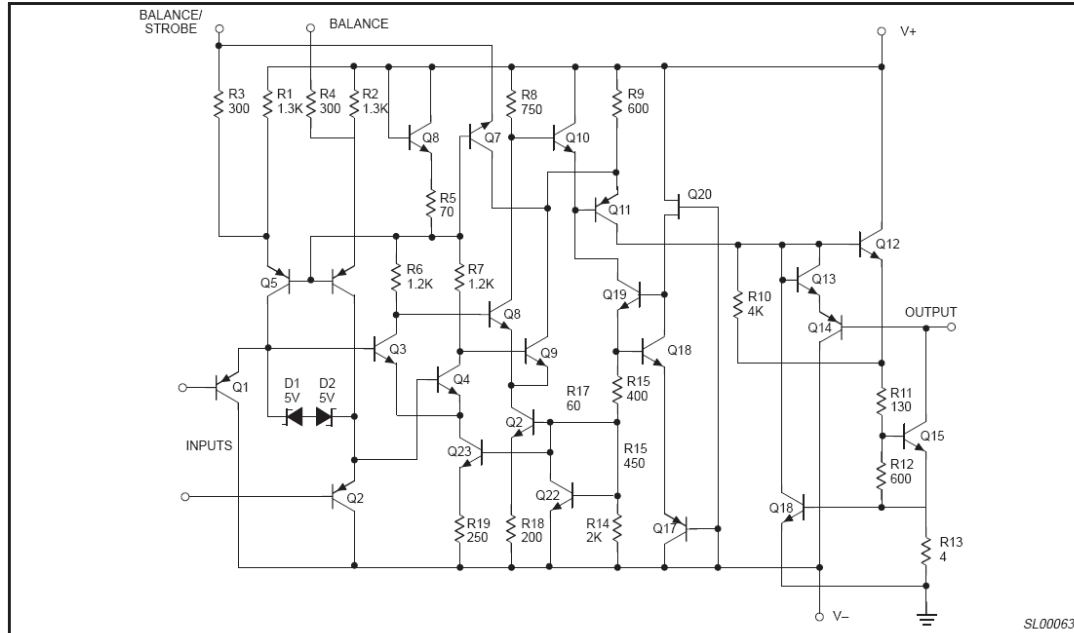 BALANCE/
STROBE
BALANCE
V+
R3
300
R1
1.3K
R4
300
R2
1.3K
Q8
R5
70
Q7
R8
750
Q10
R9
600
Q11
Q20
Q12
Q5
R6
1.2K
R7
1.2K
Q8
Q9
Q19
Q18
R10
4K
Q13
Q14
OUTPUT
Q3
Q4
Q1
D1
5V
D2
5V
R17
60
R15
400
R11
130
Q15
INPUTS
Q2
Q23
R15
450
R12
600
Q2
Q22
R19
250
R18
200
R14
2K
Q17
Q18
R13
4
V–
SL00063